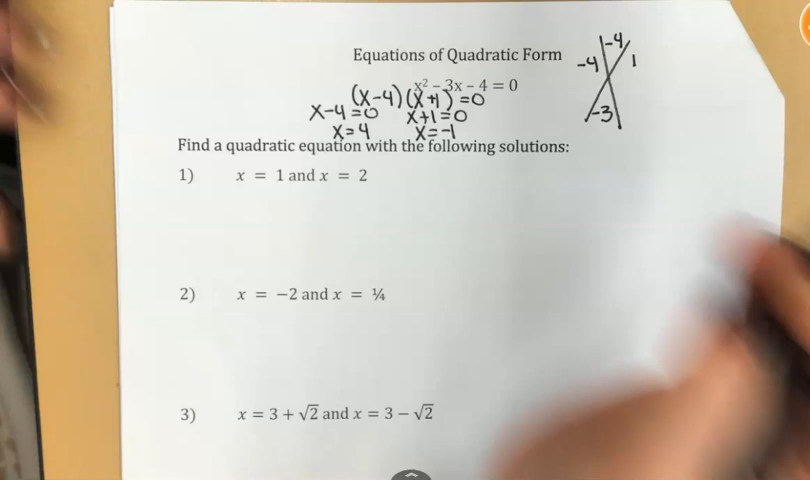 Equations of Quadratic Form
x² − 3x − 4 = 0
-4
-4 1
-3
(x-4)(x+1)=0
x-4=0 x+1=0
x=4 x=-1
Find a quadratic equation with the following solutions:
1) x = 1 and x = 2
2) x = −2 and x = ¼
3) x = 3 + √2 and x = 3 − √2